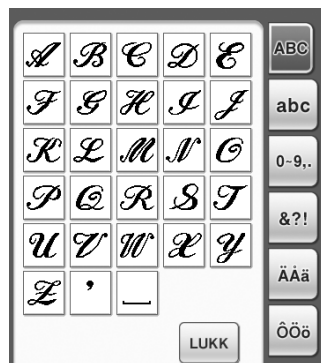 A B C D E
F G H I J
K L M N O
P Q R S T
U V W X Y
Z ’ _
LUKK
ABC
abc
0~9,.
&?!
ÄÅä
ÔÖö